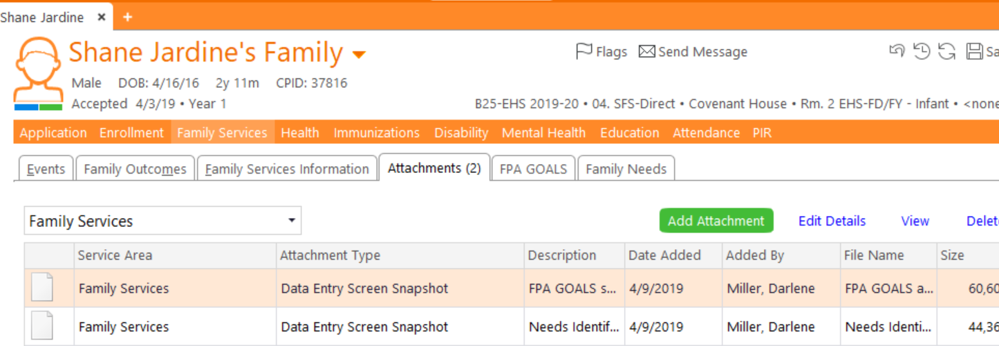 Shane Jardine × +
Shane Jardine's Family
Flags Send Message
Male DOB: 4/16/16 2y 11m CPID: 37816
Accepted 4/3/19 • Year 1
B25-EHS 2019-20 • 04. SFS-Direct • Covenant House • Rm. 2 EHS-FD/FY - Infant • <none
Application Enrollment Family Services Health Immunizations Disability Mental Health Education Attendance PIR
Events Family Outcomes Family Services Information Attachments (2) FPA GOALS Family Needs
Family Services Add Attachment Edit Details View Delet
Service Area Attachment Type Description Date Added Added By File Name Size
Family Services Data Entry Screen Snapshot FPA GOALS s... 4/9/2019 Miller, Darlene FPA GOALS a... 60,60
Family Services Data Entry Screen Snapshot Needs Identif... 4/9/2019 Miller, Darlene Needs Identi... 44,36